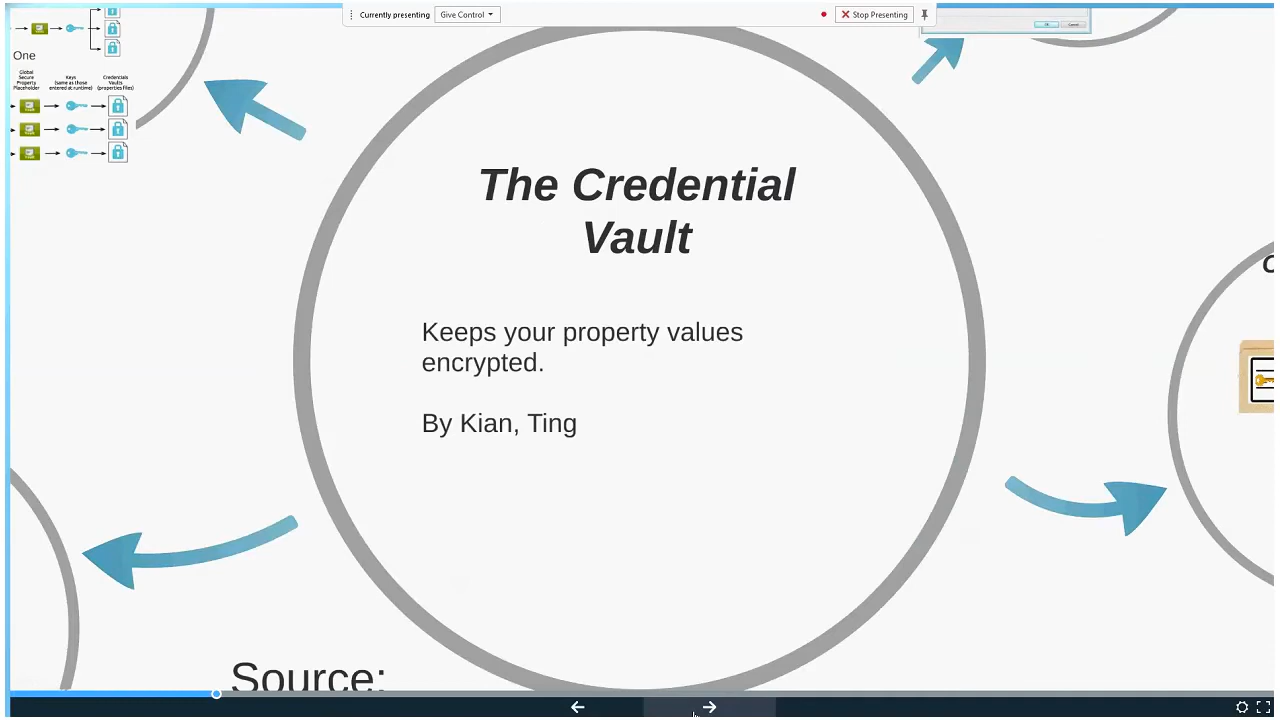 Currently presenting
Give Control
Stop Presenting
One
Global
Secure
Property
Placeholder
Keys
(same as those
entered at runtime)
Credentials
Vaults
(properties files)
The Credential
Vault
Keeps your property values
encrypted.
By Kian, Ting
Source: